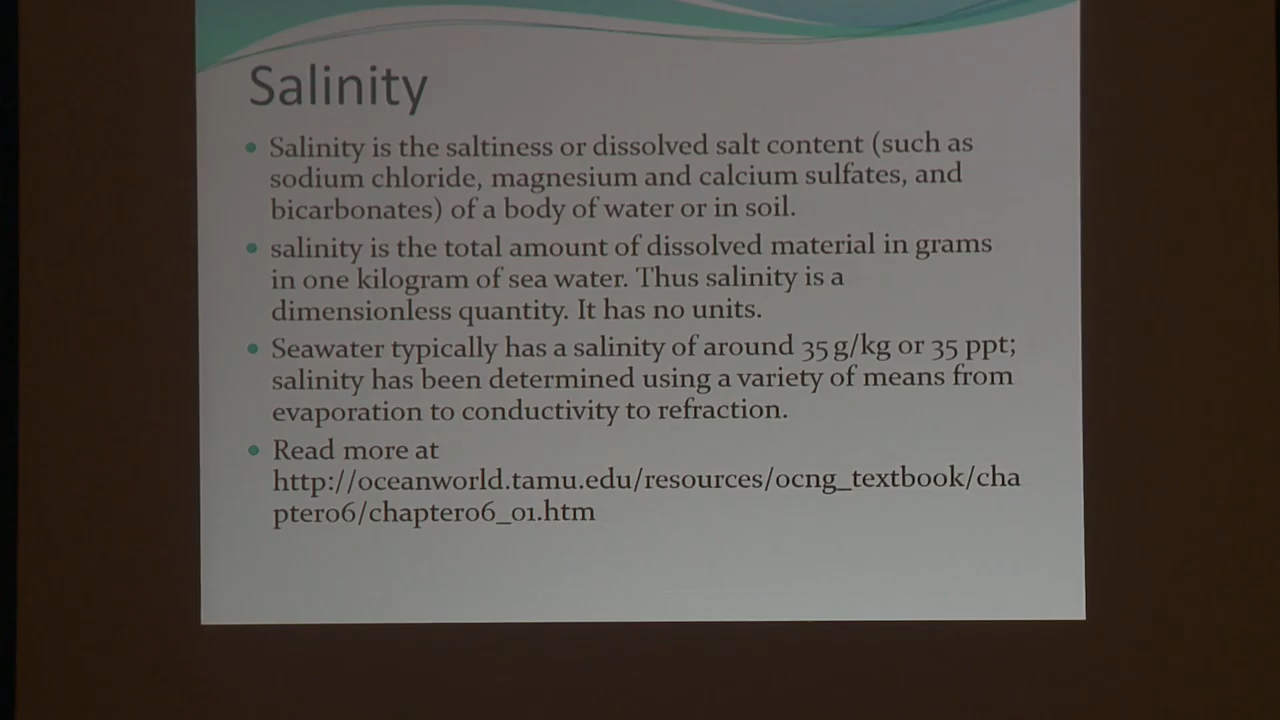 Salinity
Salinity is the saltiness or dissolved salt content (such as
sodium chloride, magnesium and calcium sulfates, and
bicarbonates) of a body of water or in soil.
salinity is the total amount of dissolved material in grams
in one kilogram of sea water. Thus salinity is a
dimensionless quantity. It has no units.
Seawater typically has a salinity of around 35 g/kg or 35 ppt;
salinity has been determined using a variety of means from
evaporation to conductivity to refraction.
Read more at
http://oceanworld.tamu.edu/resources/ocng_textbook/cha
pter06/chapter06_01.htm